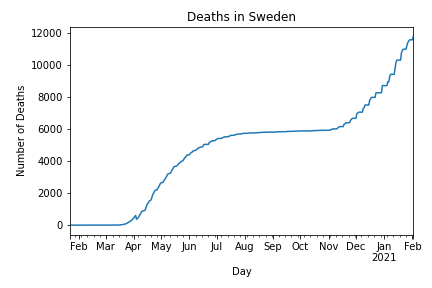 Deaths in Sweden
12000
10000
8000
6000
4000
2000
0
Number of Deaths
Feb Mar Apr May Jun Jul Aug Sep Oct Nov Dec Jan Feb
2021
Day